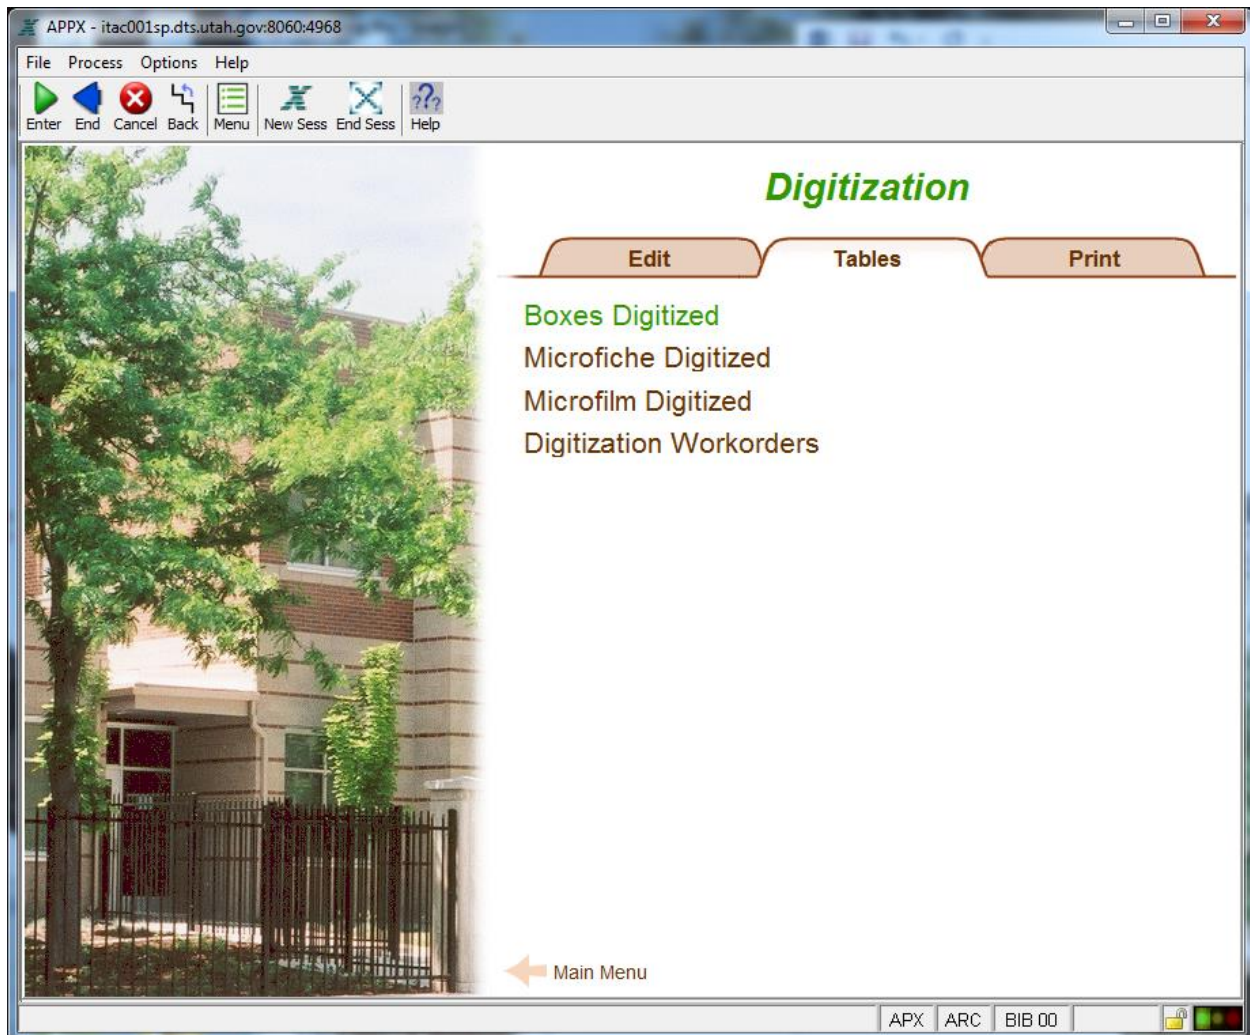 APPX - itac001sp.dts.utah.gov:8060:4968
File Process Options Help
Enter End Cancel Back Menu New Sess End Sess ??? Help
Digitization
Edit Tables Print
Boxes Digitized
Microfiche Digitized
Microfilm Digitized
Digitization Workorders
Main Menu
APX ARC BIB 00